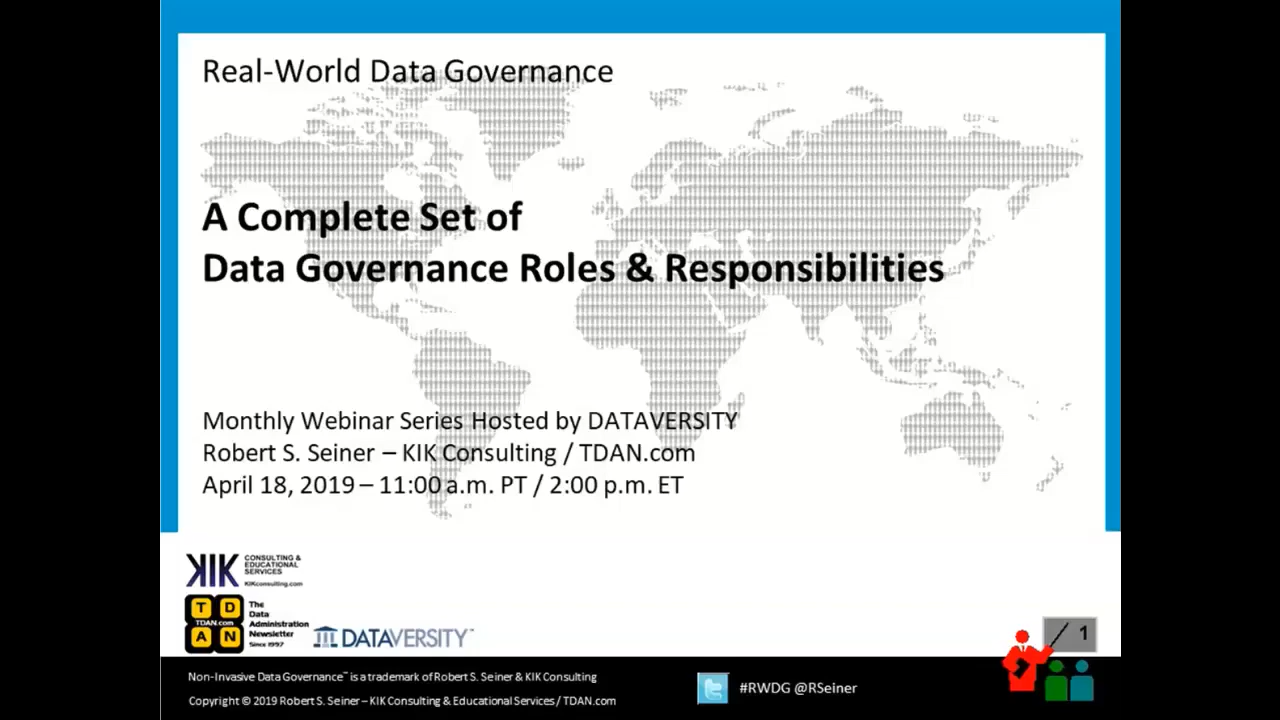 Real-World Data Governance
A Complete Set of
Data Governance Roles & Responsibilities
Monthly Webinar Series Hosted by DATAVERSITY
Robert S. Seiner – KIK Consulting / TDAN.com
April 18, 2019 – 11:00 a.m. PT / 2:00 p.m. ET
KIK CONSULTING &
EDUCATIONAL
SERVICES
KIKconsulting.com
T D
TDAN.com
A N
The
Data
Administration
Newsletter
Since 1997
DATAVERSITY™
1
Non-Invasive Data Governance™ is a trademark of Robert S. Seiner & KIK Consulting
Copyright © 2019 Robert S. Seiner – KIK Consulting & Educational Services / TDAN.com
#RWDG @RSeiner